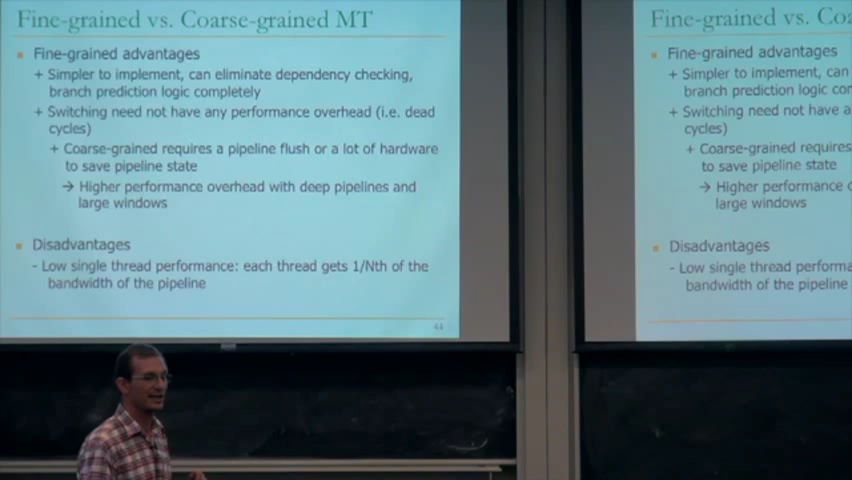 Fine-grained vs. Coarse-grained MT
Fine-grained advantages
+ Simpler to implement, can eliminate dependency checking,
branch prediction logic completely
+ Switching need not have any performance overhead (i.e. dead
cycles)
+ Coarse-grained requires a pipeline flush or a lot of hardware
to save pipeline state
→ Higher performance overhead with deep pipelines and
large windows
Disadvantages
- Low single thread performance: each thread gets 1/Nth of the
bandwidth of the pipeline
44
Fine-grained vs. Coa
Fine-grained advantages
+ Simpler to implement, can
branch prediction logic con
+ Switching need not have a
cycles)
+ Coarse-grained requires
to save pipeline state
→ Higher performance o
large windows
Disadvantages
- Low single thread performa
bandwidth of the pipeline